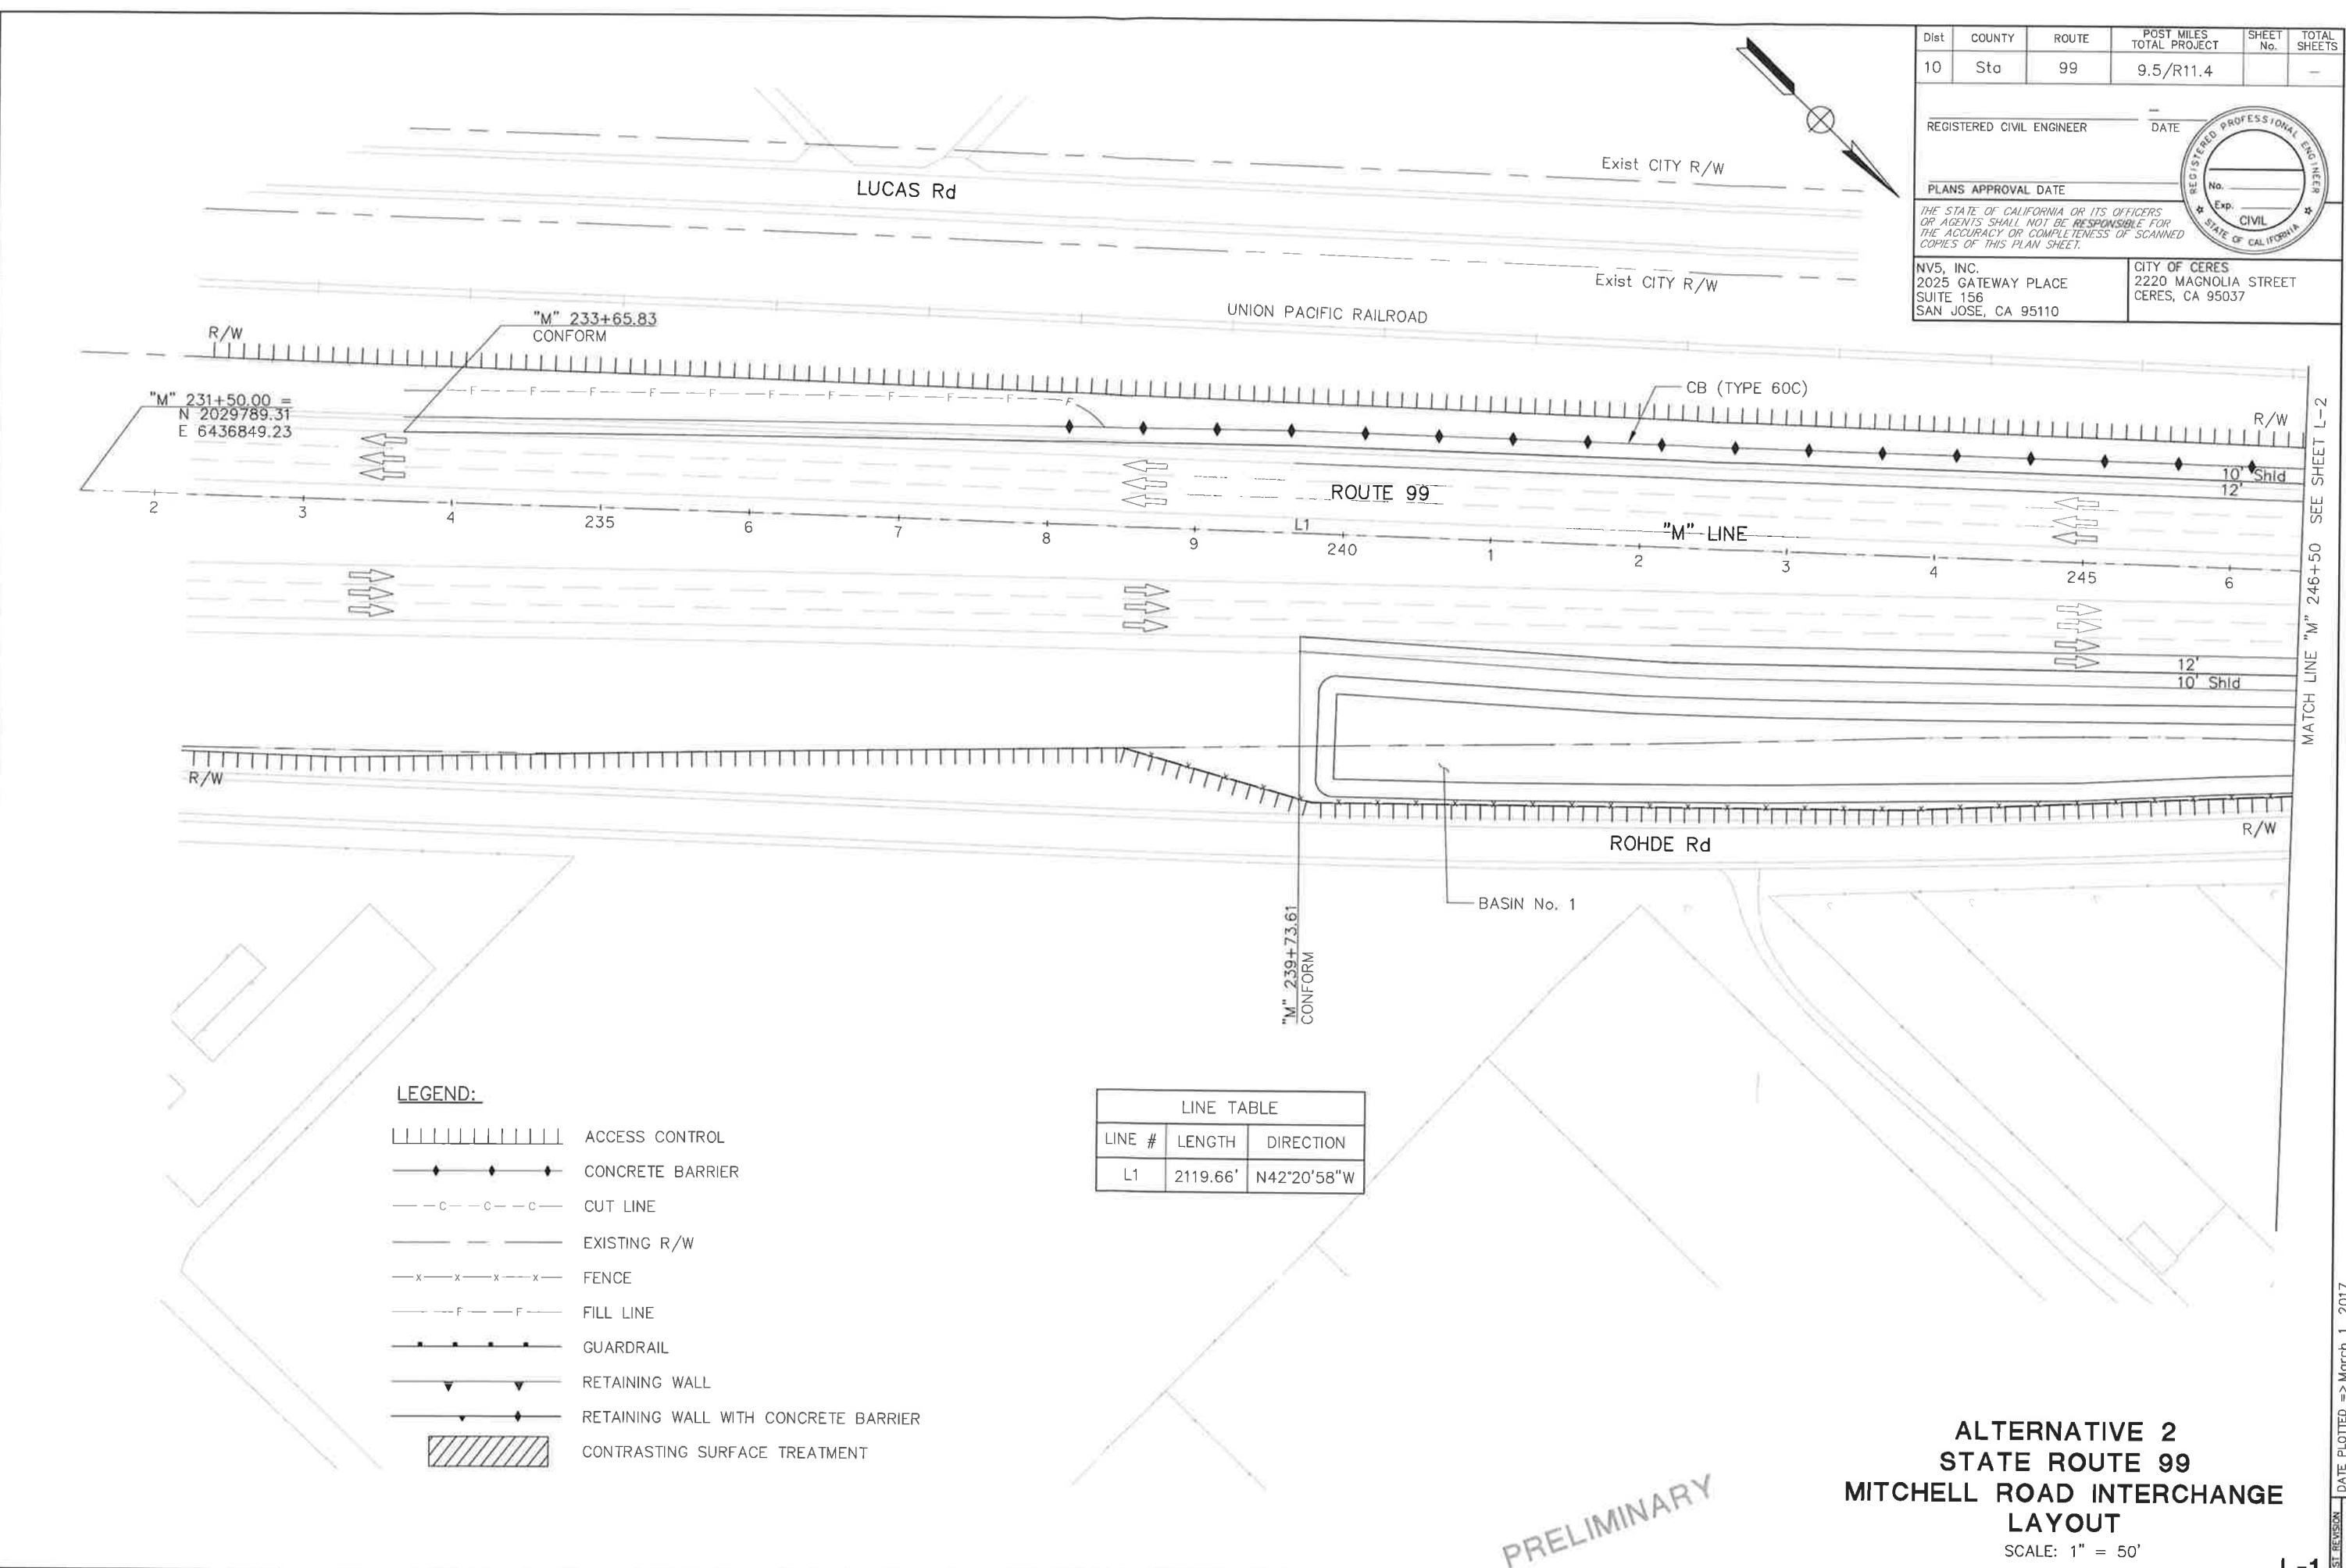 Dist COUNTY ROUTE POST MILES TOTAL PROJECT SHEET No. TOTAL SHEETS
10 Sta 99 9.5/R11.4 –
REGISTERED CIVIL ENGINEER DATE
PLANS APPROVAL DATE
REGISTERED PROFESSIONAL ENGINEER
No.
Exp.
CIVIL
STATE OF CALIFORNIA
THE STATE OF CALIFORNIA OR ITS OFFICERS
OR AGENTS SHALL NOT BE RESPONSIBLE FOR
THE ACCURACY OR COMPLETENESS OF SCANNED
COPIES OF THIS PLAN SHEET.
NV5, INC.
2025 GATEWAY PLACE
SUITE 156
SAN JOSE, CA 95110
CITY OF CERES
2220 MAGNOLIA STREET
CERES, CA 95037
Exist CITY R/W
LUCAS Rd
Exist CITY R/W
UNION PACIFIC RAILROAD
"M" 233+65.83
CONFORM
R/W
"M" 231+50.00 =
N 2029789.31
E 6436849.23
F F F F F F F F F F F
CB (TYPE 60C)
R/W
10' Shld
12'
ROUTE 99
"M" LINE
2 3 4 235 6 7 8 9 L1 240 1 2 3 4 245 6
MATCH LINE "M" 246+50 SEE SHEET L-2
12'
10' Shld
R/W
R/W
ROHDE Rd
BASIN No. 1
"M" 239+73.61
CONFORM
LEGEND:
ACCESS CONTROL
CONCRETE BARRIER
C C C CUT LINE
EXISTING R/W
x x x x FENCE
F F FILL LINE
GUARDRAIL
RETAINING WALL
RETAINING WALL WITH CONCRETE BARRIER
CONTRASTING SURFACE TREATMENT
LINE TABLE
LINE # LENGTH DIRECTION
L1 2119.66' N42°20'58"W
PRELIMINARY
ALTERNATIVE 2
STATE ROUTE 99
MITCHELL ROAD INTERCHANGE
LAYOUT
SCALE: 1" = 50'
L-1
DATE PLOTTED => March 1, 2017
REVISION